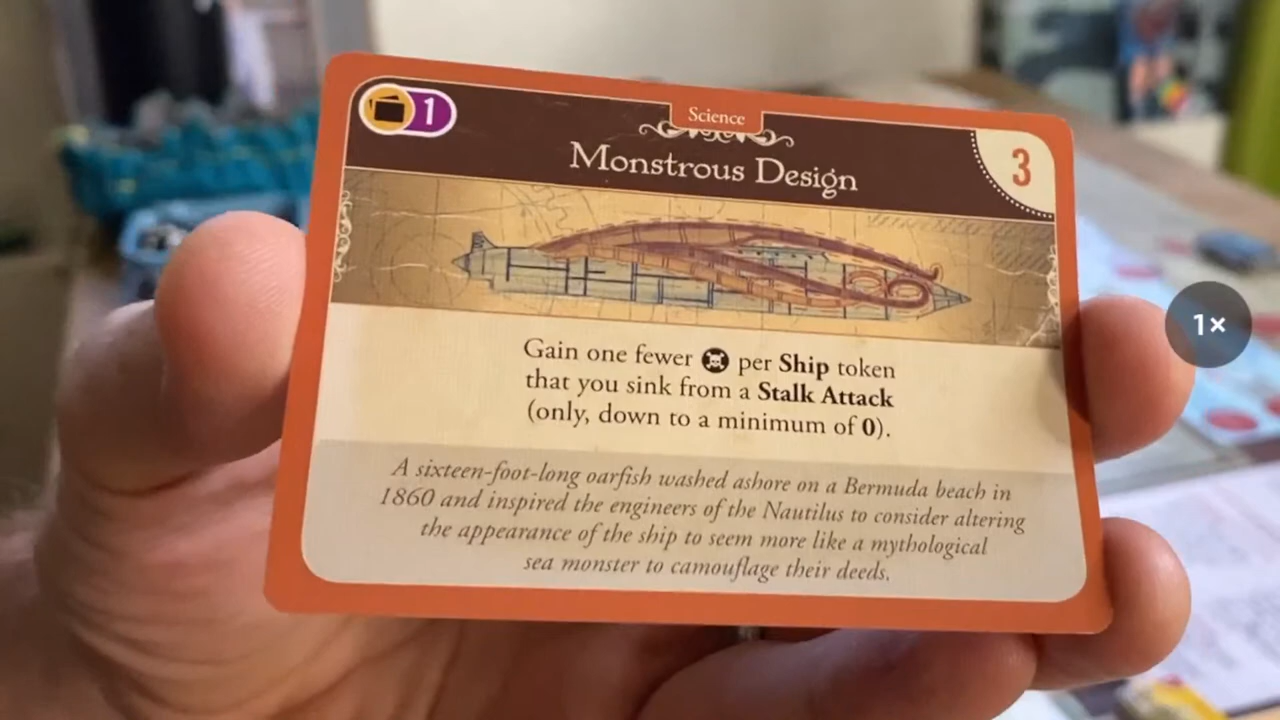 1
Science
Monstrous Design
3
Gain one fewer per Ship token
that you sink from a Stalk Attack
(only, down to a minimum of 0).
A sixteen-foot-long oarfish washed ashore on a Bermuda beach in
1860 and inspired the engineers of the Nautilus to consider altering
the appearance of the ship to seem more like a mythological
sea monster to camouflage their deeds.
1×